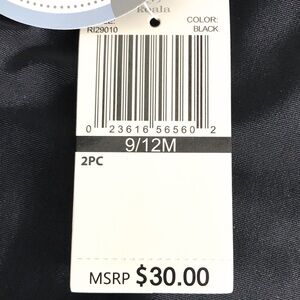 Koala
COLOR:
RI29010 BLACK
0 23616 56560 2
9/12M
2PC
MSRP $30.00